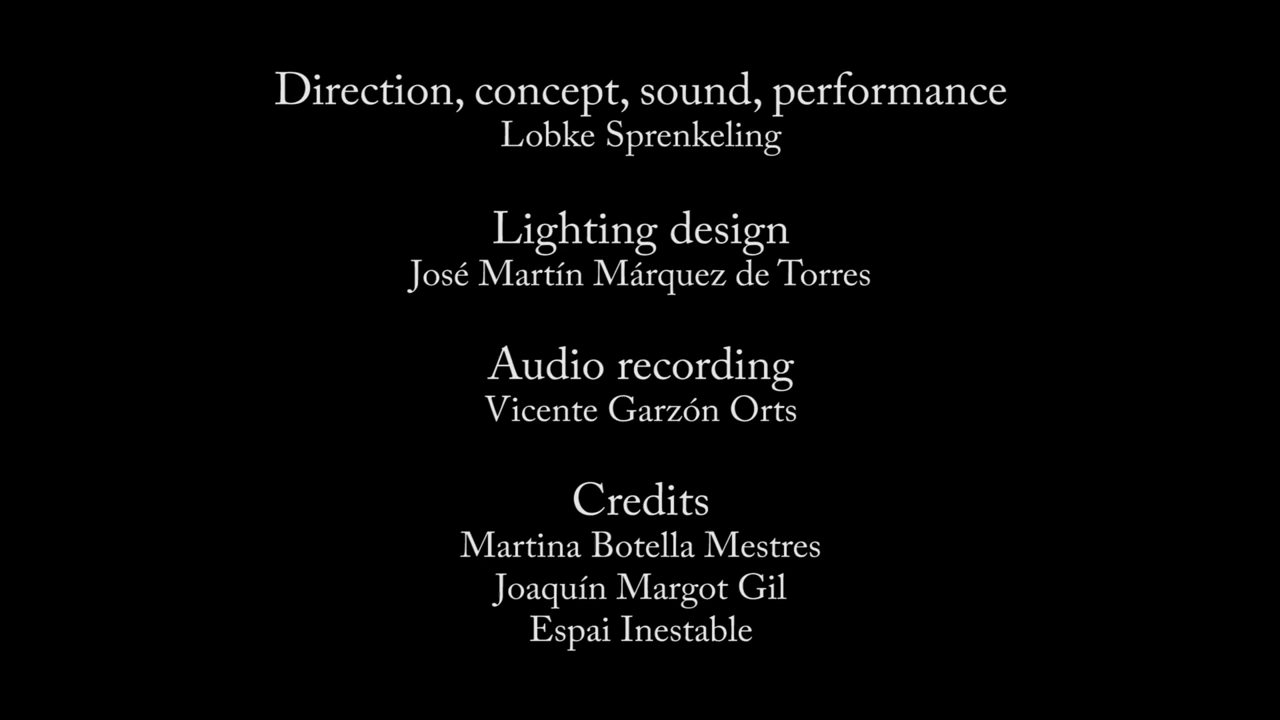 Direction, concept, sound, performance
Lobke Sprenkeling
Lighting design
José Martín Márquez de Torres
Audio recording
Vicente Garzón Orts
Credits
Martina Botella Mestres
Joaquín Margot Gil
Espai Inestable